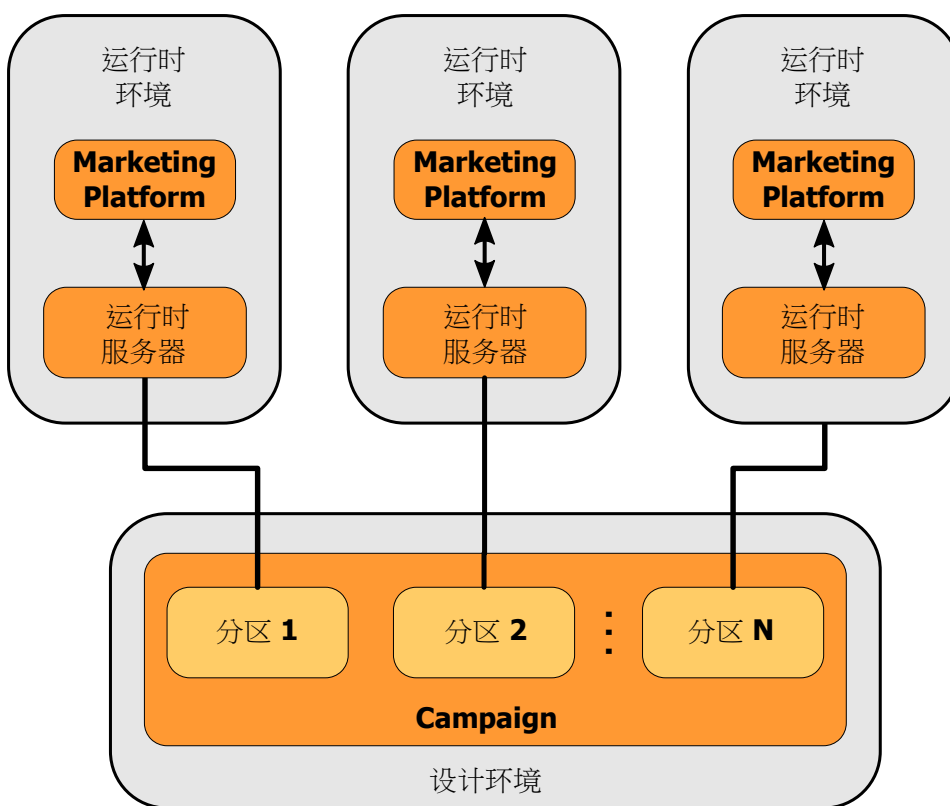 运行时
环境
Marketing
Platform
运行时
服务器
运行时
环境
Marketing
Platform
运行时
服务器
运行时
环境
Marketing
Platform
运行时
服务器
分区 1
分区 2
分区 N
Campaign
设计环境